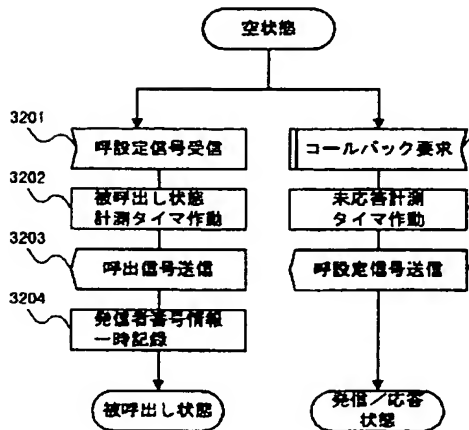 空状態
3201
呼設定信号受信
コールバック要求
3202
被呼出し状態
計測タイマ作動
未応答計測
タイマ作動
3203
呼出信号送信
呼設定信号送信
3204
発信者番号情報
一時記録
被呼出し状態
発信/応答
状態